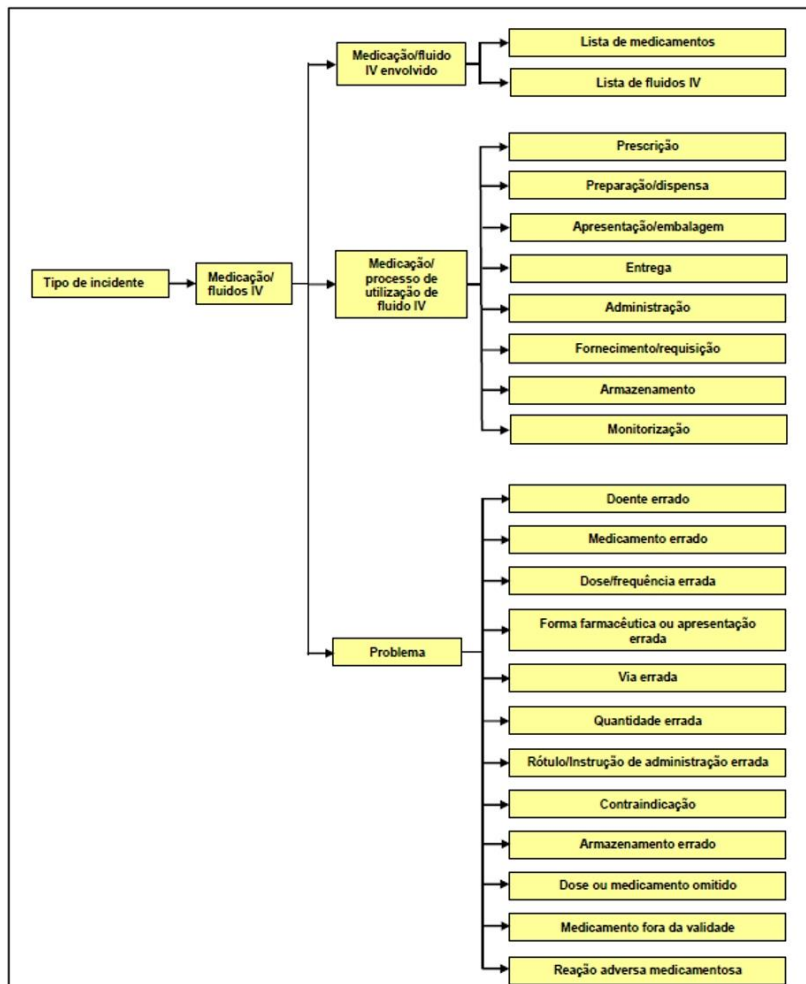 Medicação/fluido
IV envolvido
Lista de medicamentos
Lista de fluidos IV
Tipo de incidente
Medicação/
fluidos IV
Medicação/
processo de
utilização de
fluido IV
Prescrição
Preparação/dispensa
Apresentação/embalagem
Entrega
Administração
Fornecimento/requisição
Armazenamento
Monitorização
Problema
Doente errado
Medicamento errado
Dose/frequência errada
Forma farmacêutica ou apresentação
errada
Via errada
Quantidade errada
Rótulo/Instrução de administração errada
Contraindicação
Armazenamento errado
Dose ou medicamento omitido
Medicamento fora da validade
Reação adversa medicamentosa